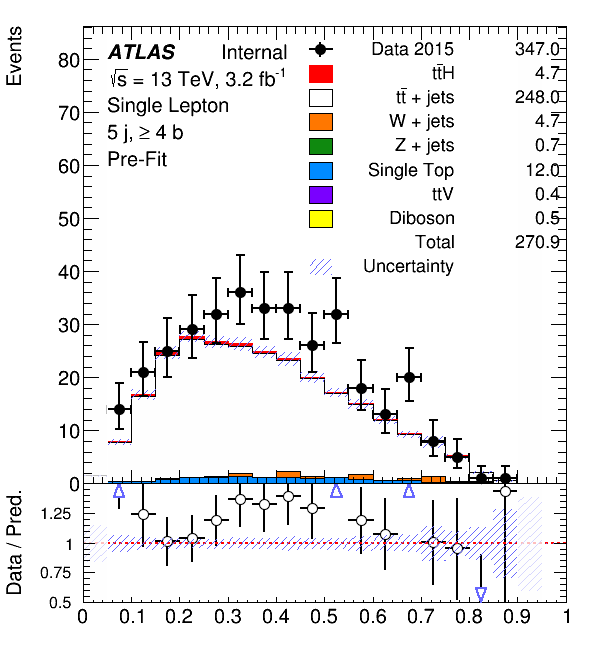 Events
ATLAS Internal
√s = 13 TeV, 3.2 fb⁻¹
Single Lepton
5 j, ≥ 4 b
Pre-Fit
Data 2015 347.0
tt̄H 4.7
tt̄ + jets 248.0
W + jets 4.7
Z + jets 0.7
Single Top 12.0
ttV 0.4
Diboson 0.5
Total 270.9
Uncertainty
80
70
60
50
40
30
20
10
0
Data / Pred.
1.25
1
0.75
0.5
0 0.1 0.2 0.3 0.4 0.5 0.6 0.7 0.8 0.9 1